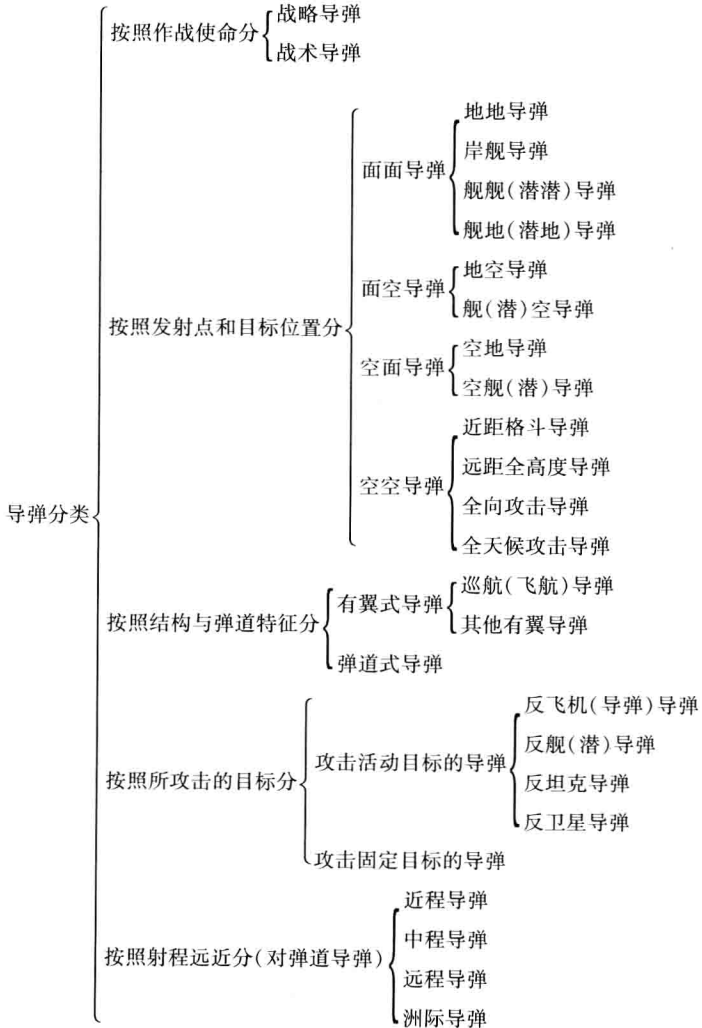 导弹分类
按照作战使命分
战略导弹
战术导弹
按照发射点和目标位置分
面面导弹
地地导弹
岸舰导弹
舰舰(潜潜)导弹
舰地(潜地)导弹
面空导弹
地空导弹
舰(潜)空导弹
空面导弹
空地导弹
空舰(潜)导弹
空空导弹
近距格斗导弹
远距全高度导弹
全向攻击导弹
全天候攻击导弹
按照结构与弹道特征分
有翼式导弹
巡航(飞航)导弹
其他有翼导弹
弹道式导弹
按照所攻击的目标分
攻击活动目标的导弹
反飞机(导弹)导弹
反舰(潜)导弹
反坦克导弹
反卫星导弹
攻击固定目标的导弹
按照射程远近分(对弹道导弹)
近程导弹
中程导弹
远程导弹
洲际导弹